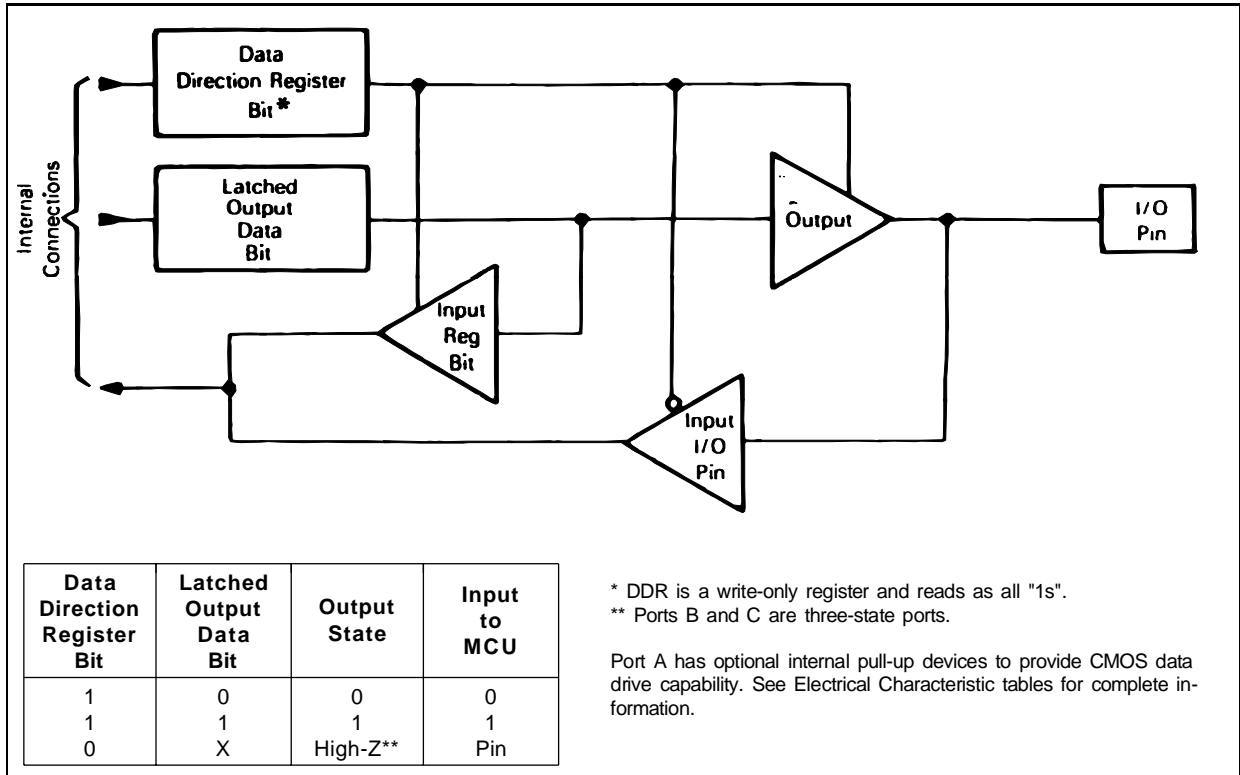 Internal
Connections
Data
Direction Register
Bit*
Latched
Output
Data
Bit
Output
I/O
Pin
Input
Reg
Bit
Input
I/O
Pin
Data
Direction
Register
Bit
Latched
Output
Data
Bit
Output
State
Input
to
MCU
1 0 0 0
1 1 1 1
0 X High-Z** Pin
* DDR is a write-only register and reads as all "1s".
** Ports B and C are three-state ports.
Port A has optional internal pull-up devices to provide CMOS data
drive capability. See Electrical Characteristic tables for complete in-
formation.